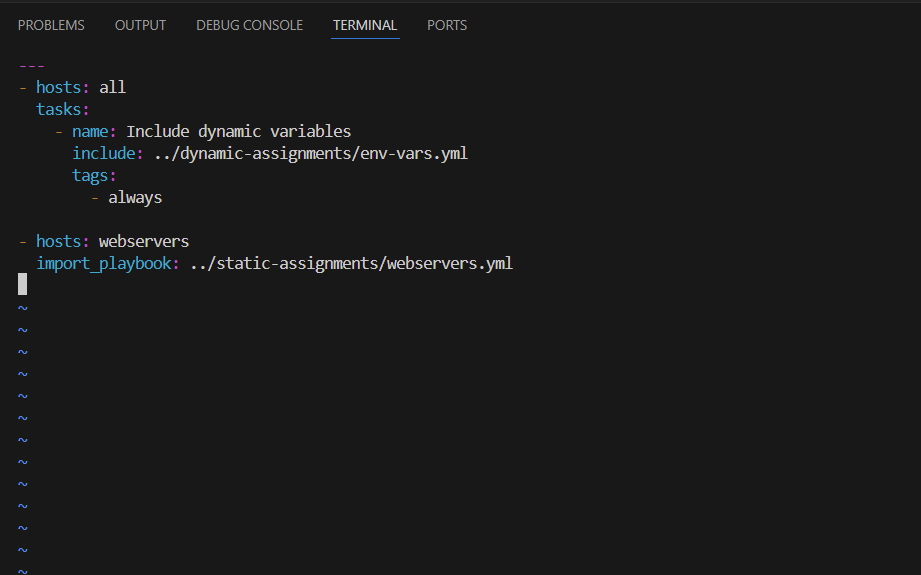 PROBLEMS OUTPUT DEBUG CONSOLE TERMINAL PORTS
---
- hosts: all
  tasks:
    - name: Include dynamic variables
      include: ../dynamic-assignments/env-vars.yml
      tags:
        - always

- hosts: webservers
  import_playbook: ../static-assignments/webservers.yml

~
~
~
~
~
~
~
~
~
~
~
~
~